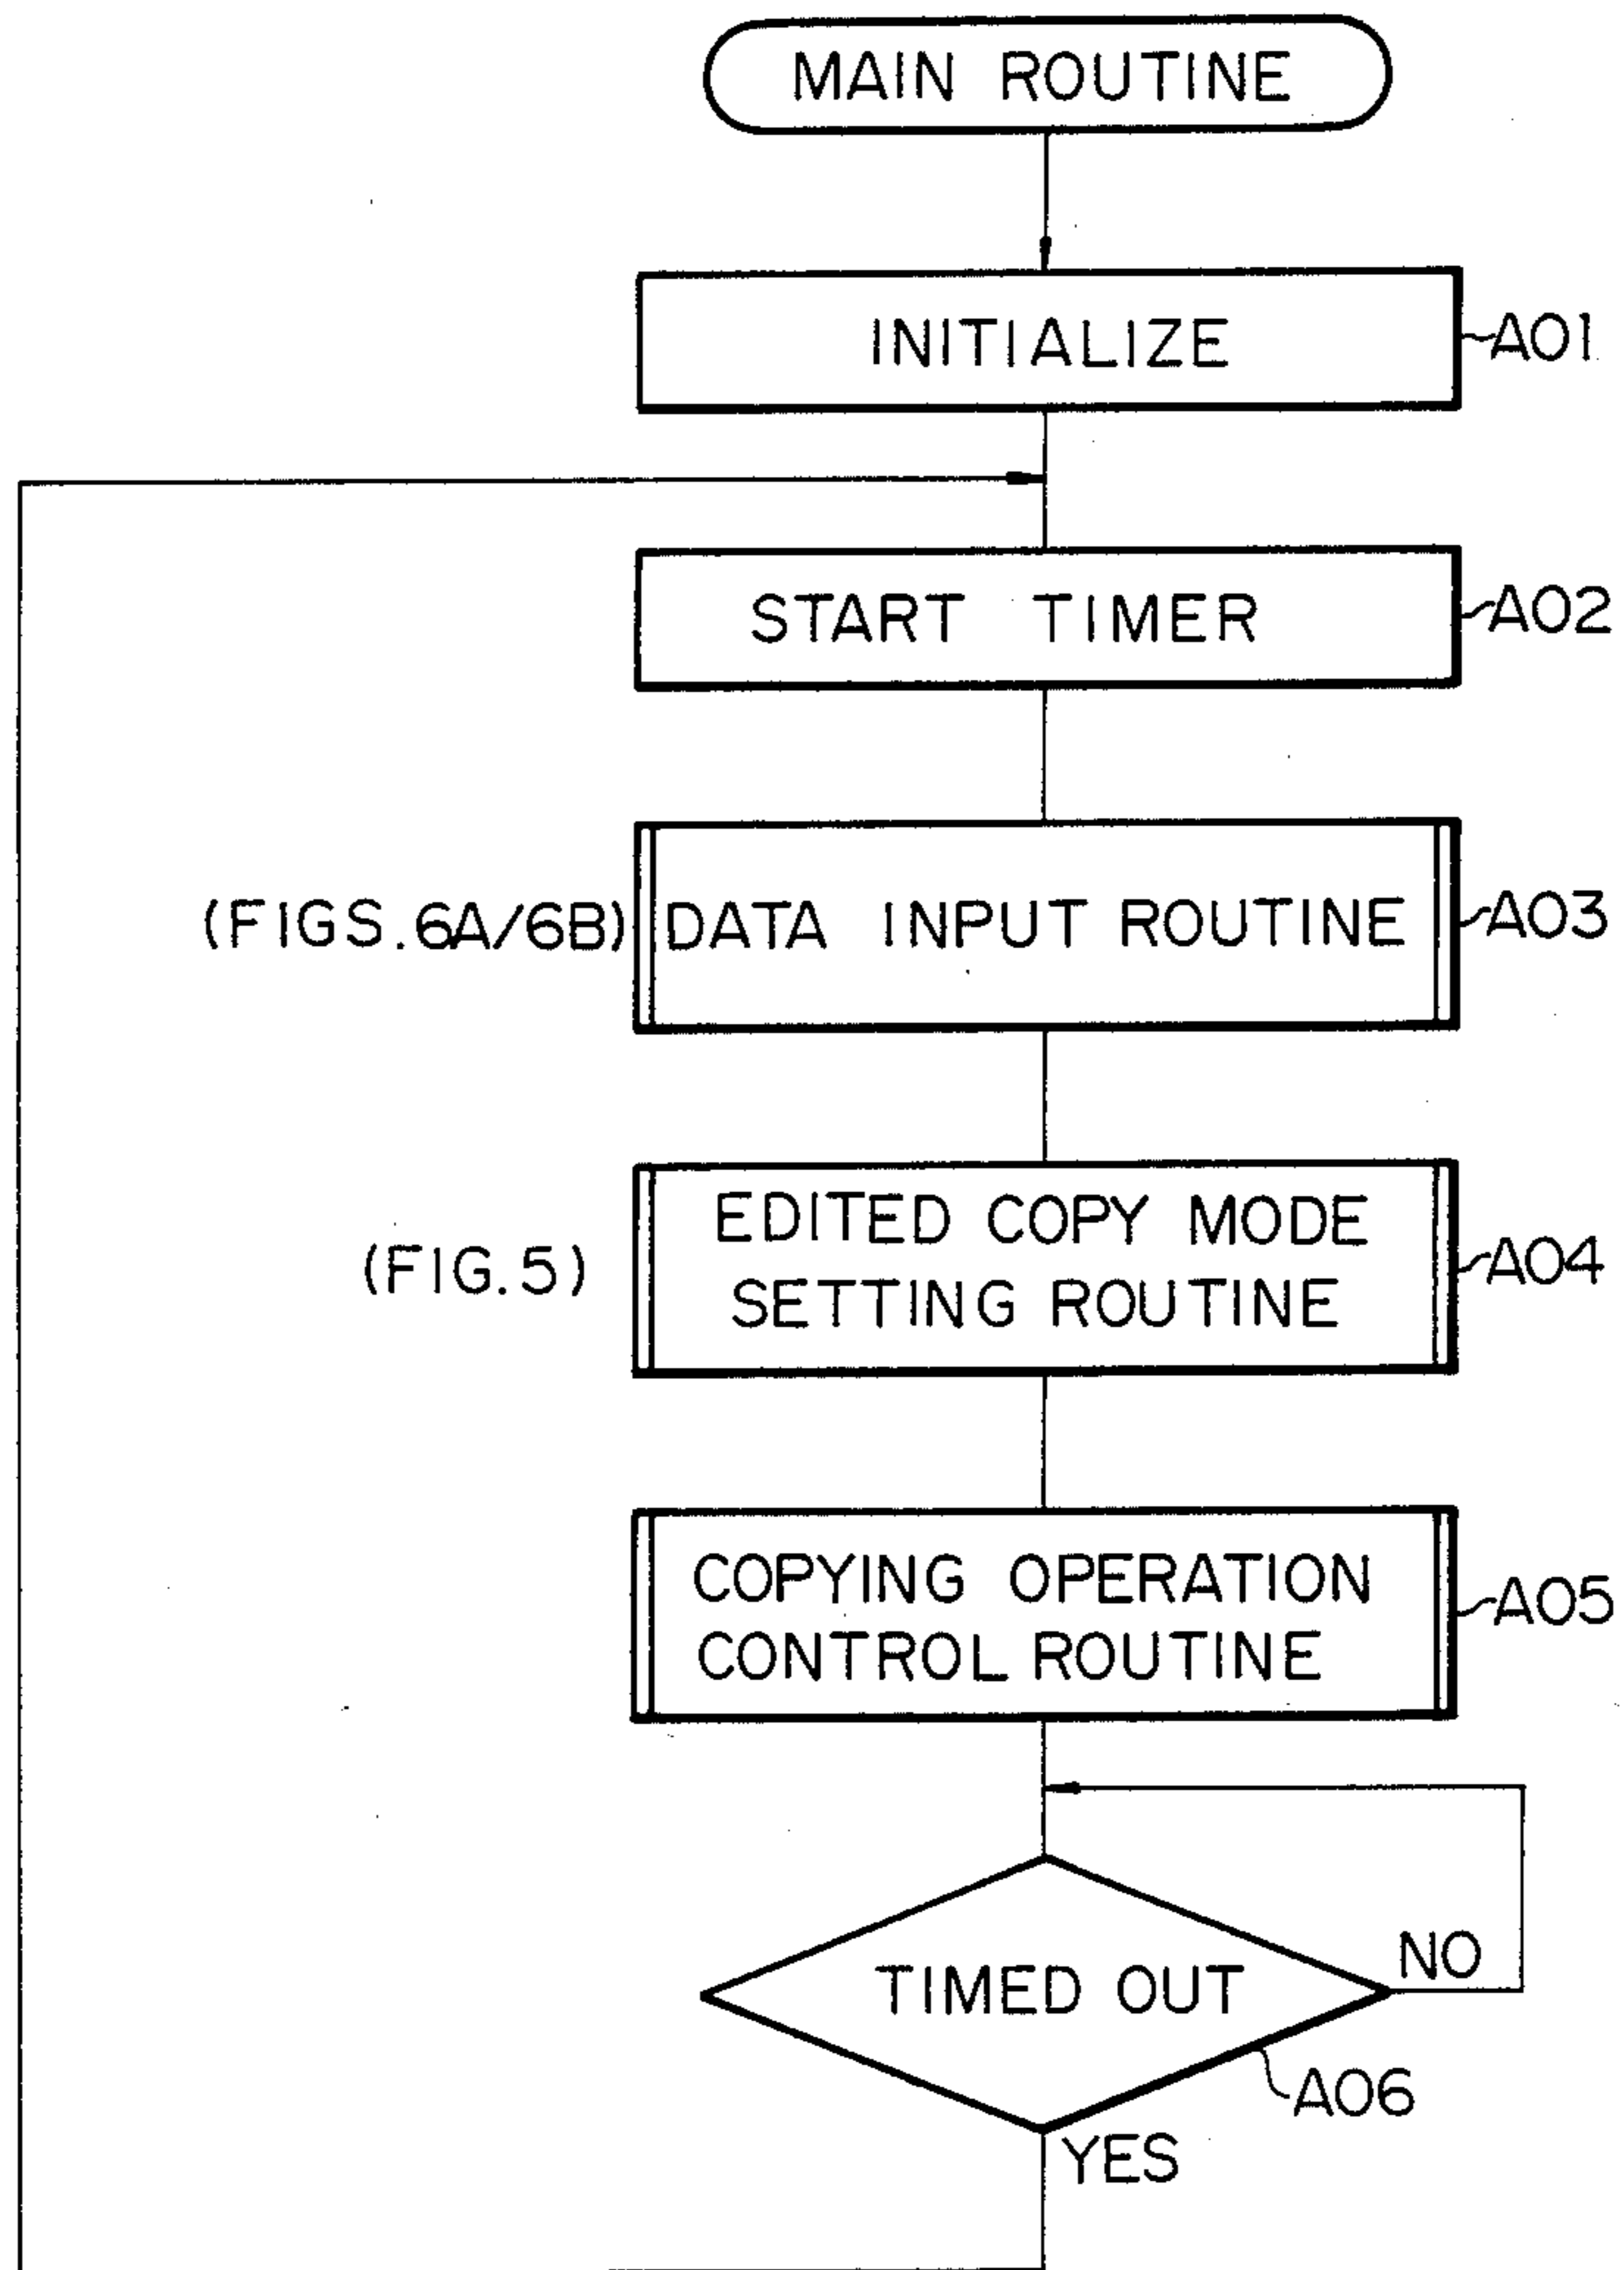 MAIN ROUTINE
INITIALIZE
A01
START TIMER
A02
(FIGS.6A/6B)
DATA INPUT ROUTINE
A03
(FIG.5)
EDITED COPY MODE
SETTING ROUTINE
A04
COPYING OPERATION
CONTROL ROUTINE
A05
TIMED OUT
NO
A06
YES